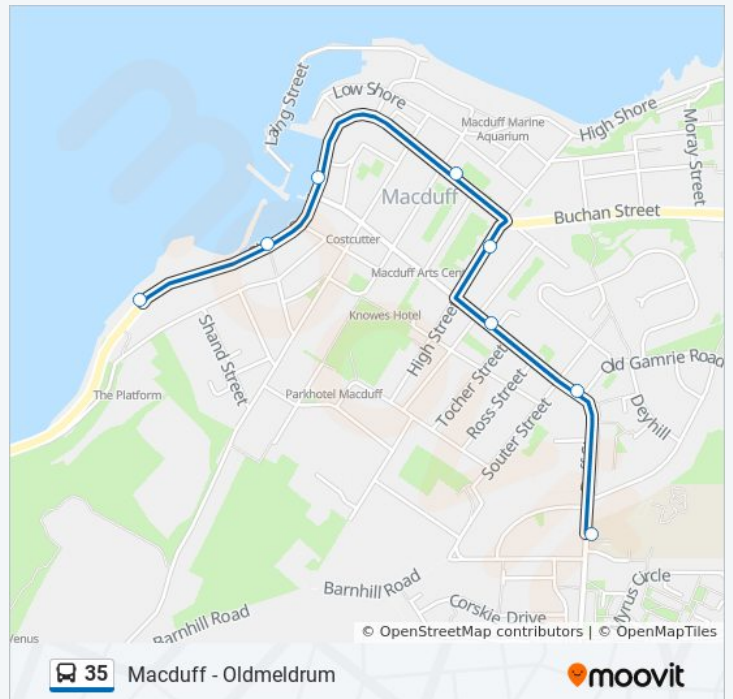 Laing Street
Low Shore
Macduff Marine
Aquarium
High Shore
Moray Street
Macduff
Buchan Street
Costcutter
Macduff Arts Cen
Knowes Hotel
High Street
Shand Street
Old Gamrie Road
The Platform
Parkhotel Macduff
Tocher Street
Ross Street
Souter Street
Deyhill
Barnhill Road
Myrus Circle
Corskie Drive
Barnhill Road
Venus
© OpenStreetMap contributors | © OpenMapTiles
35 Macduff - Oldmeldrum
moovit